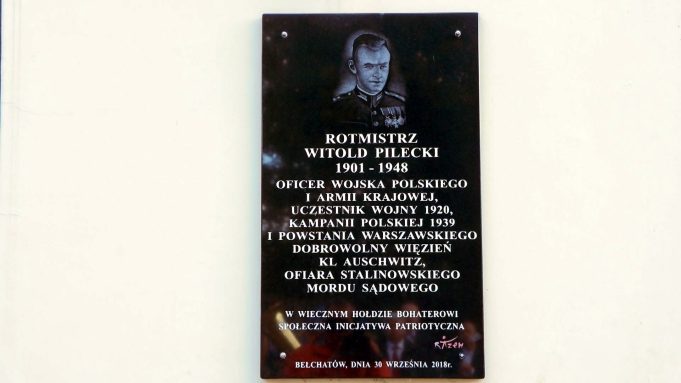 ROTMISTRZ
WITOLD PILECKI
1901 - 1948
OFICER WOJSKA POLSKIEGO
I ARMII KRAJOWEJ,
UCZESTNIK WOJNY 1920,
KAMPANII POLSKIEJ 1939
I POWSTANIA WARSZAWSKIEGO
DOBROWOLNY WIĘZIEŃ
KL AUSCHWITZ,
OFIARA STALINOWSKIEGO
MORDU SĄDOWEGO
W WIECZNYM HOŁDZIE BOHATEROWI
SPOŁECZNA INICJATYWA PATRIOTYCZNA
BEŁCHATÓW, DNIA 30 WRZEŚNIA 2018r.